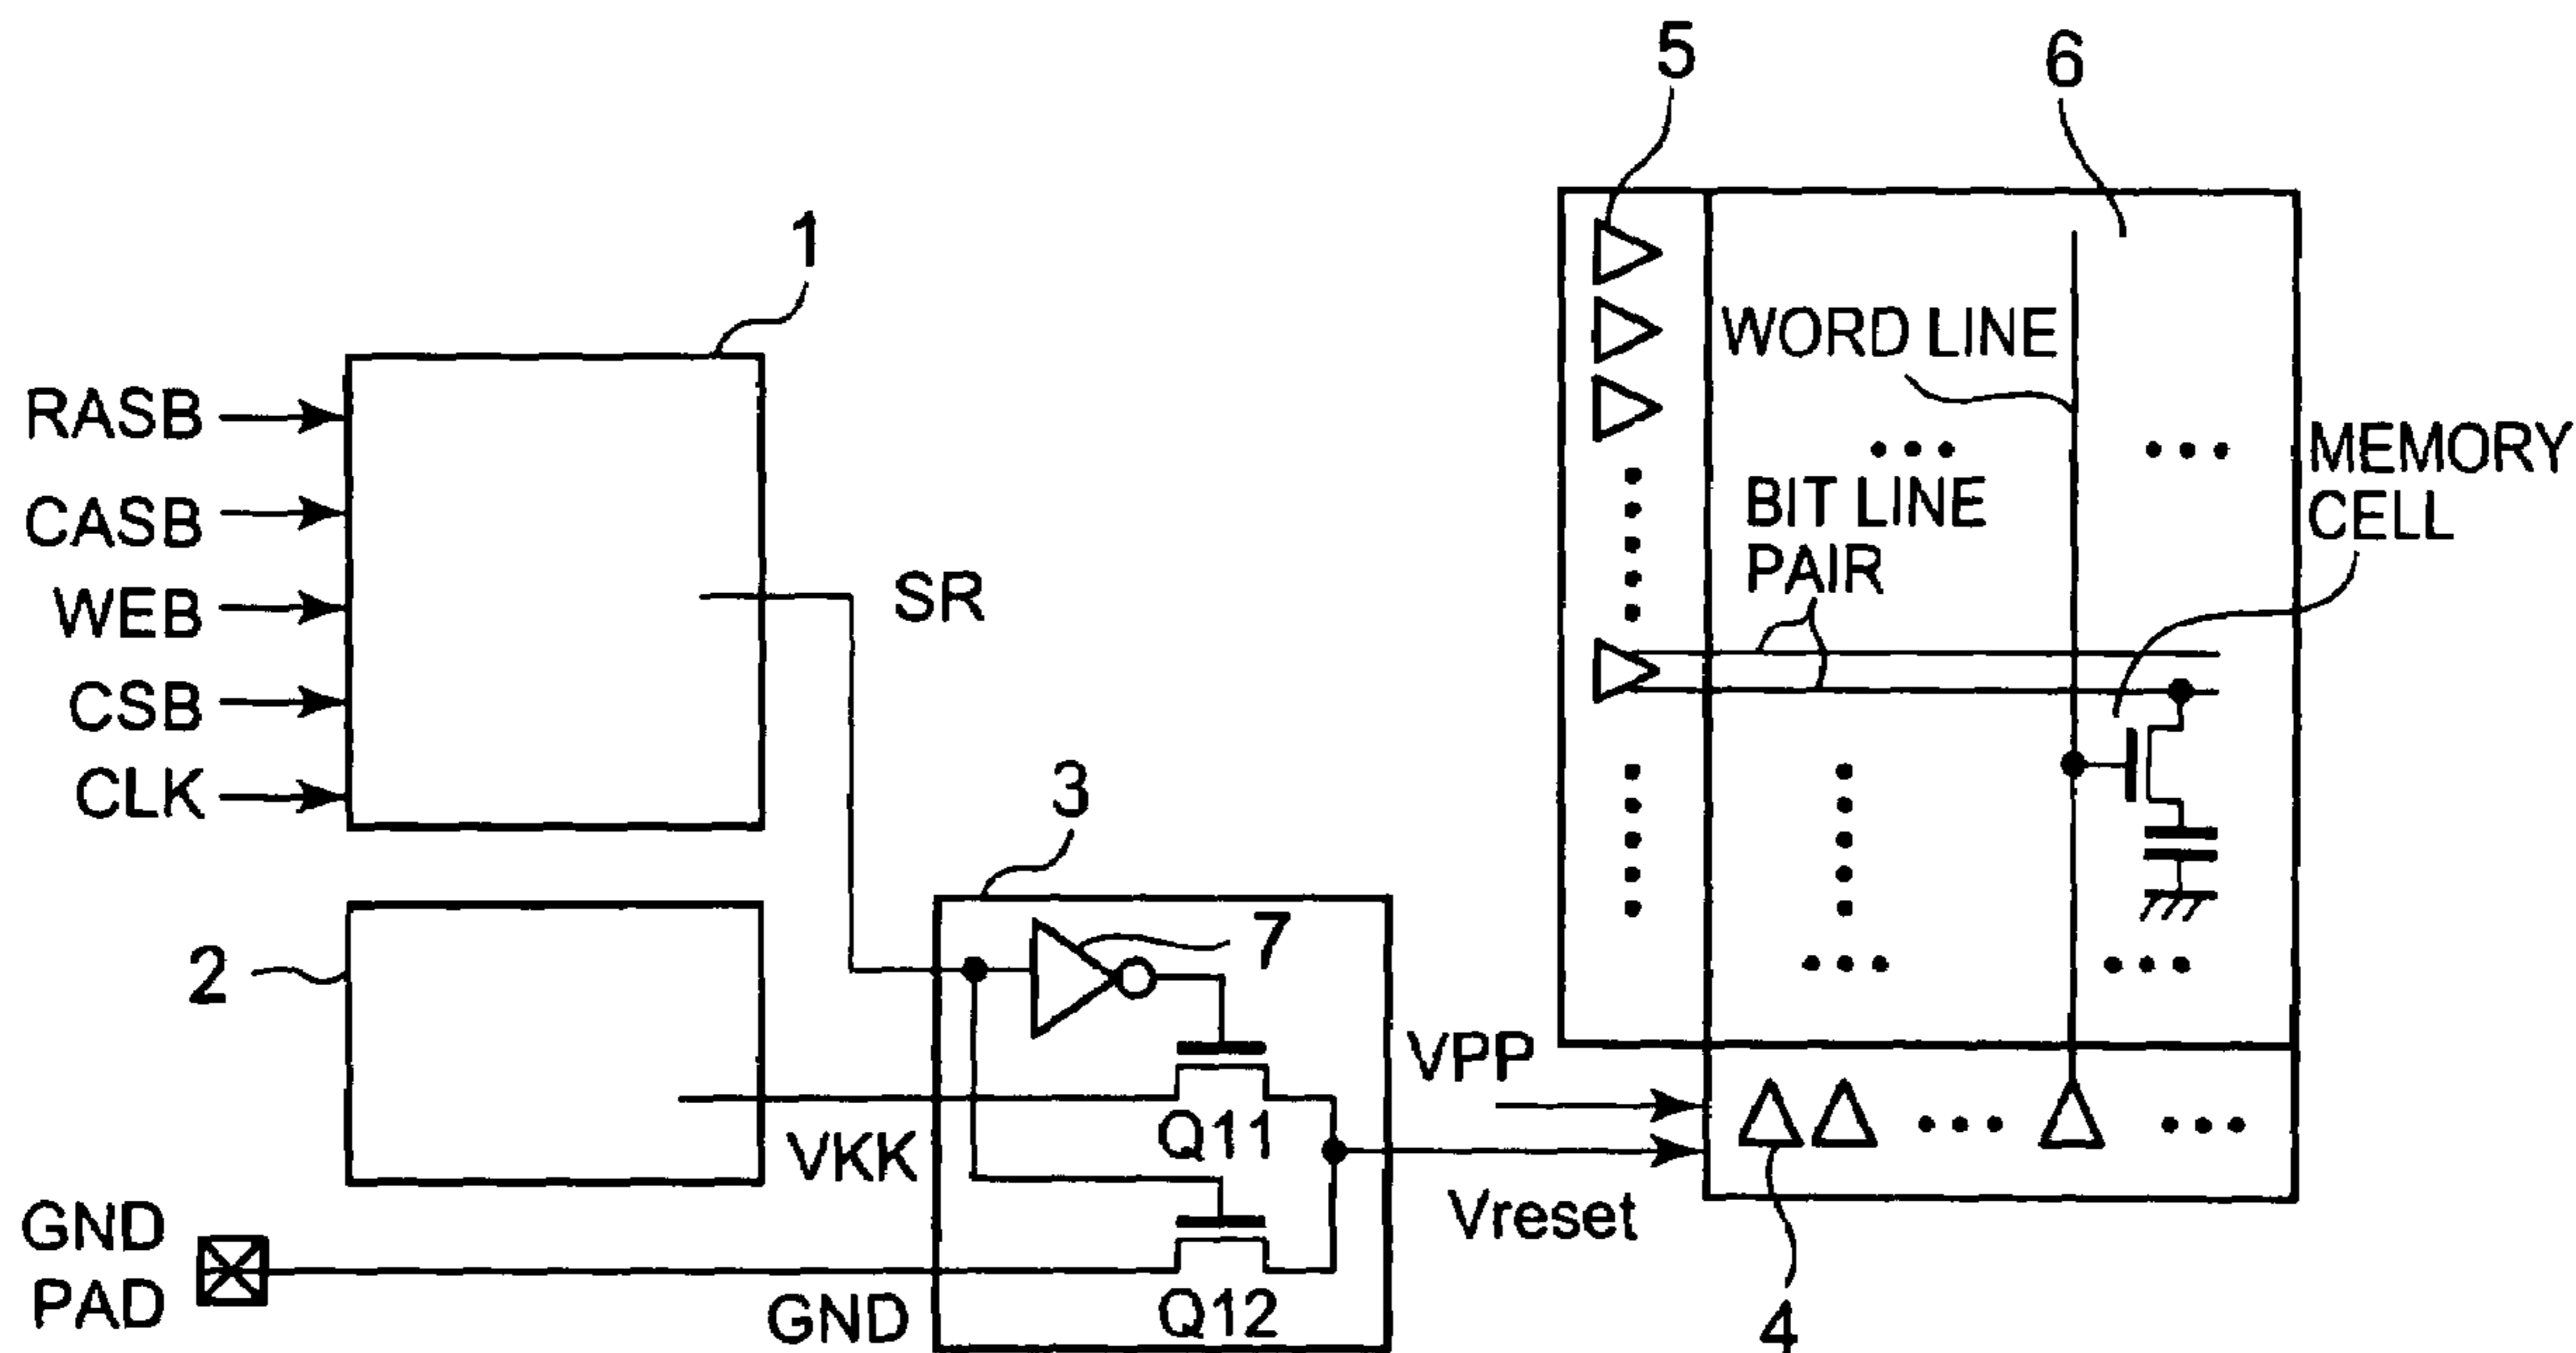 5
6
1
RASB
CASB
WEB
CSB
CLK
SR
WORD LINE
BIT LINE
PAIR
MEMORY
CELL
2
3
7
VKK
Q11
Q12
GND
PAD
GND
VPP
Vreset
4